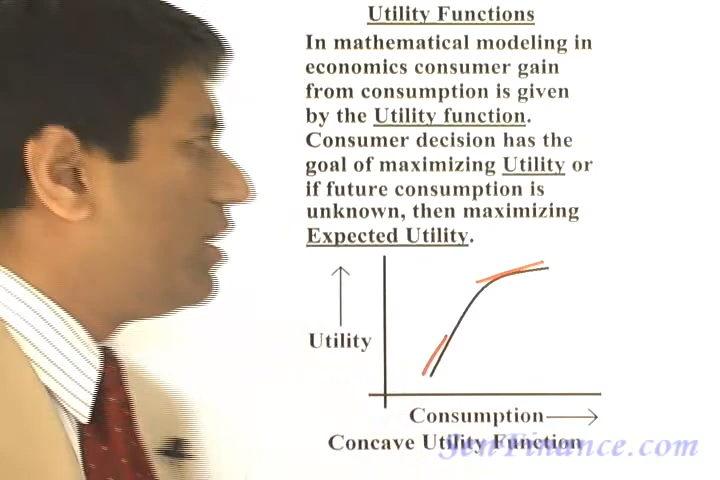 Utility Functions
In mathematical modeling in
economics consumer gain
from consumption is given
by the Utility function.
Consumer decision has the
goal of maximizing Utility or
if future consumption is
unknown, then maximizing
Expected Utility.
Utility
Consumption
Concave Utility Function
SenFinance.com